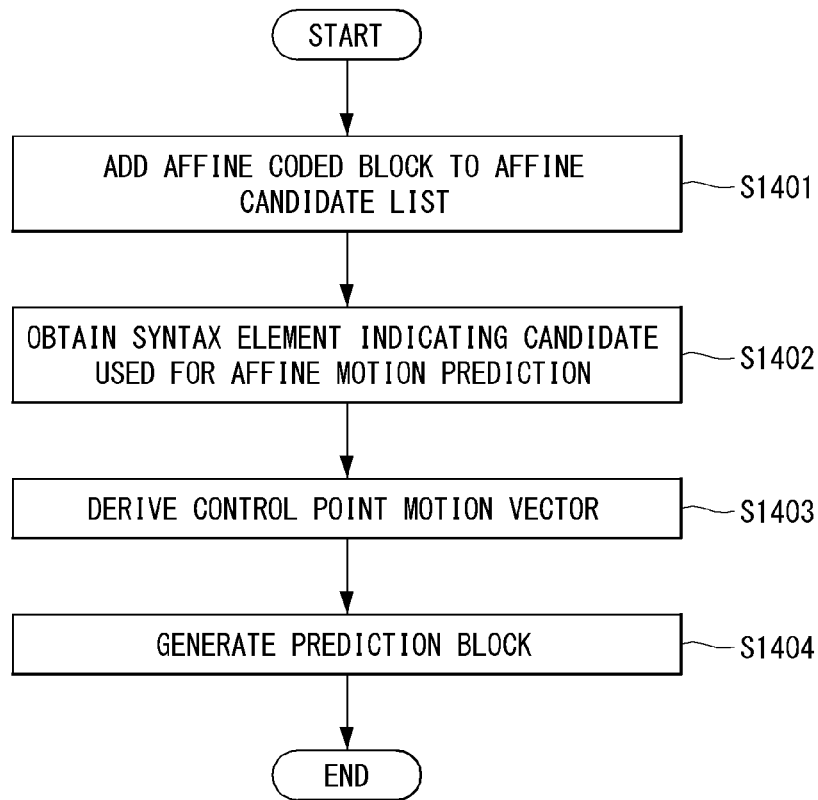 START
ADD AFFINE CODED BLOCK TO AFFINE
CANDIDATE LIST
S1401
OBTAIN SYNTAX ELEMENT INDICATING CANDIDATE
USED FOR AFFINE MOTION PREDICTION
S1402
DERIVE CONTROL POINT MOTION VECTOR
S1403
GENERATE PREDICTION BLOCK
S1404
END